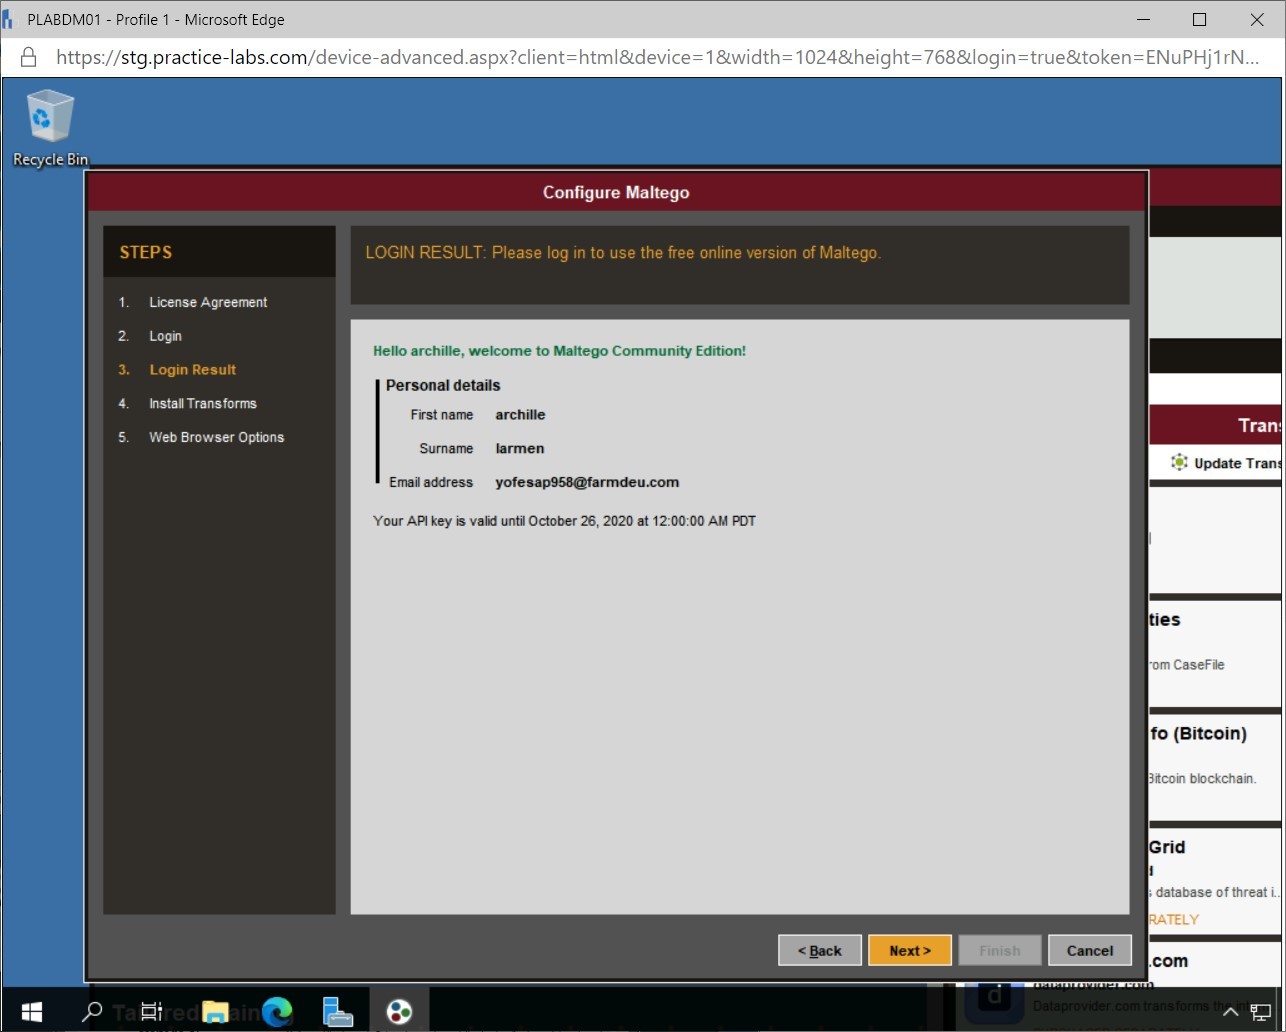 PLABDM01 - Profile 1 - Microsoft Edge
https://stg.practice-labs.com/device-advanced.aspx?client=html&device=1&width=1024&height=768&login=true&token=ENuPHj1rN...
Recycle Bin
Configure Maltego
STEPS
1. License Agreement
2. Login
3. Login Result
4. Install Transforms
5. Web Browser Options
LOGIN RESULT: Please log in to use the free online version of Maltego.
Hello archille, welcome to Maltego Community Edition!
Personal details
First name archille
Surname larmen
Email address yofesap958@farmdeu.com
Your API key is valid until October 26, 2020 at 12:00:00 AM PDT
< Back
Next >
Finish
Cancel
Trans
Update Trans
ties
rom CaseFile
fo (Bitcoin)
Bitcoin blockchain.
Grid
d
s database of threat i...
RATELY
.com
dataprovider.com
Dataprovider.com transforms the int